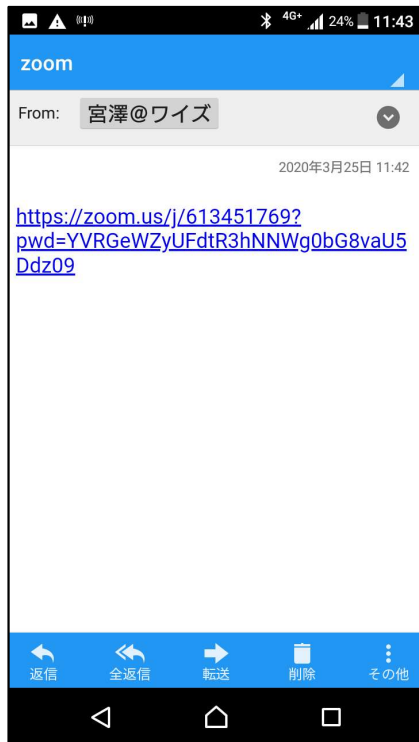 4G+ 24% 11:43
zoom
From: 宮澤@ワイズ
2020年3月25日 11:42
https://zoom.us/j/613451769?
pwd=YVRGeWZyUFdtR3hNNWg0bG8vaU5
Ddz09
返信 全返信 転送 削除 その他